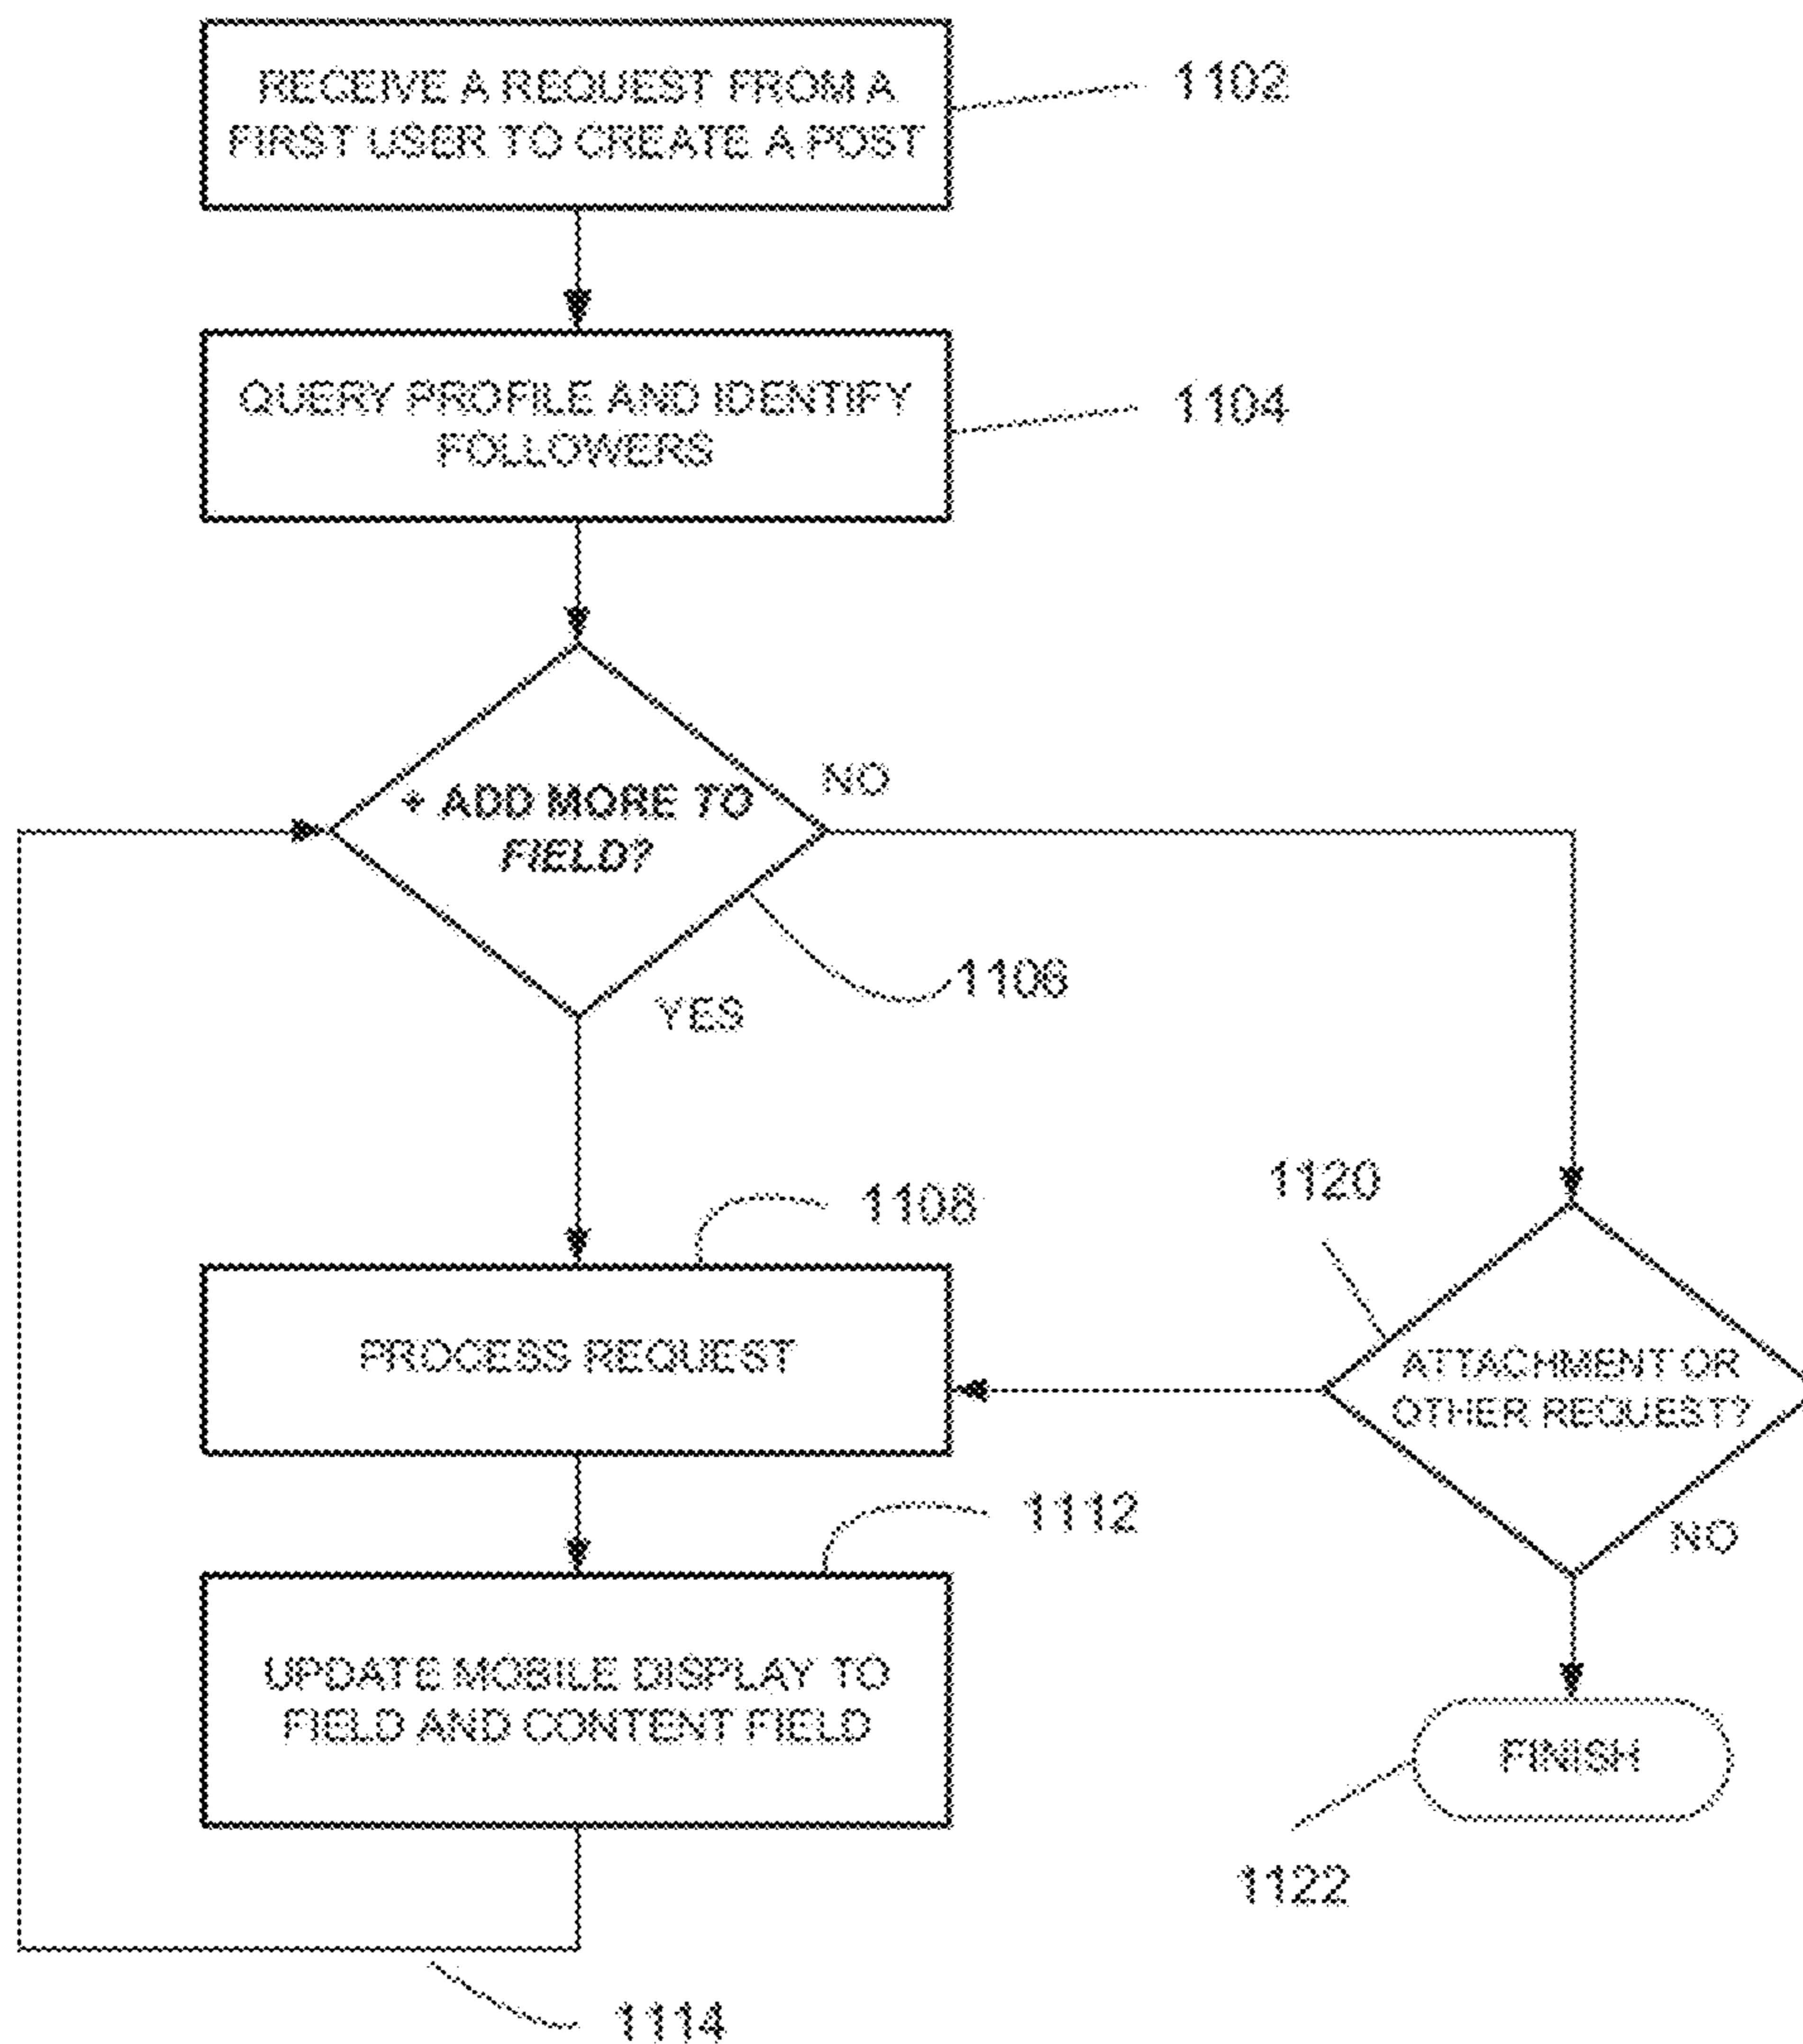 RECEIVE A REQUEST FROM A
FIRST USER TO CREATE A POST
1102
QUERY PROFILE AND IDENTIFY
FOLLOWERS
1104
+ ADD MORE TO
FIELD?
NO
1106
YES
1108
PROCESS REQUEST
1120
ATTACHMENT OR
OTHER REQUEST?
NO
1112
UPDATE MOBILE DISPLAY TO
FIELD AND CONTENT FIELD
FINISH
1122
1114